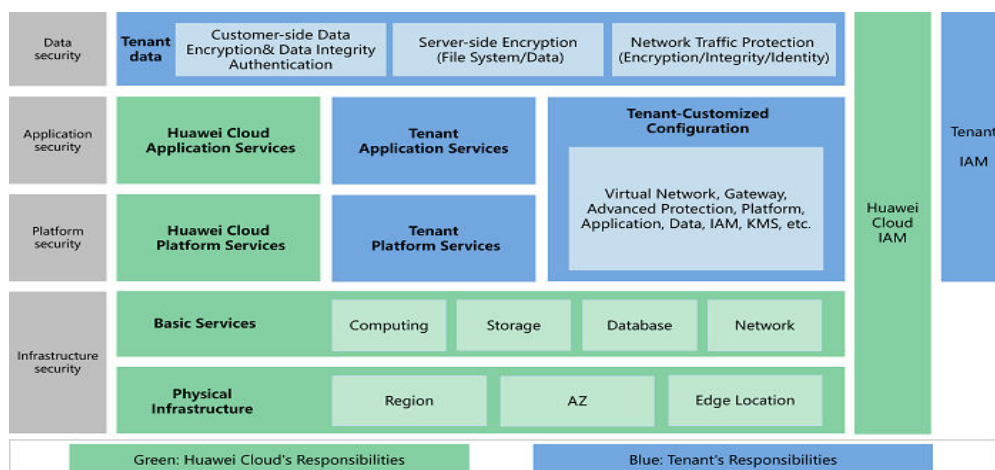 Data
security
Tenant
data
Customer-side Data
Encryption& Data Integrity
Authentication
Server-side Encryption
(File System/Data)
Network Traffic Protection
(Encryption/Integrity/Identity)
Application
security
Huawei Cloud
Application Services
Tenant
Application Services
Tenant-Customized
Configuration
Virtual Network, Gateway,
Advanced Protection, Platform,
Application, Data, IAM, KMS, etc.
Platform
security
Huawei Cloud
Platform Services
Tenant
Platform Services
Huawei
Cloud
IAM
Tenant
IAM
Infrastructure
security
Basic Services
Computing
Storage
Database
Network
Physical
Infrastructure
Region
AZ
Edge Location
Green: Huawei Cloud's Responsibilities
Blue: Tenant's Responsibilities